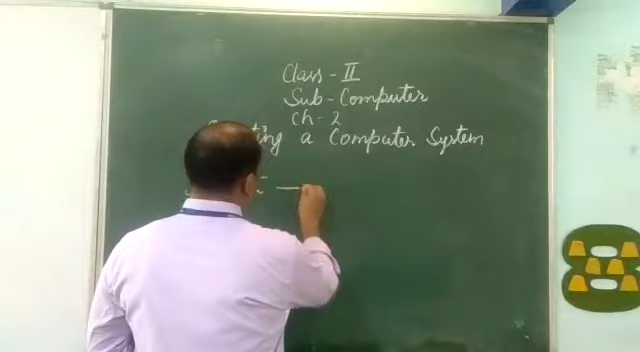 Class - II
Sub - Computer
Ch - 2
a Computer System